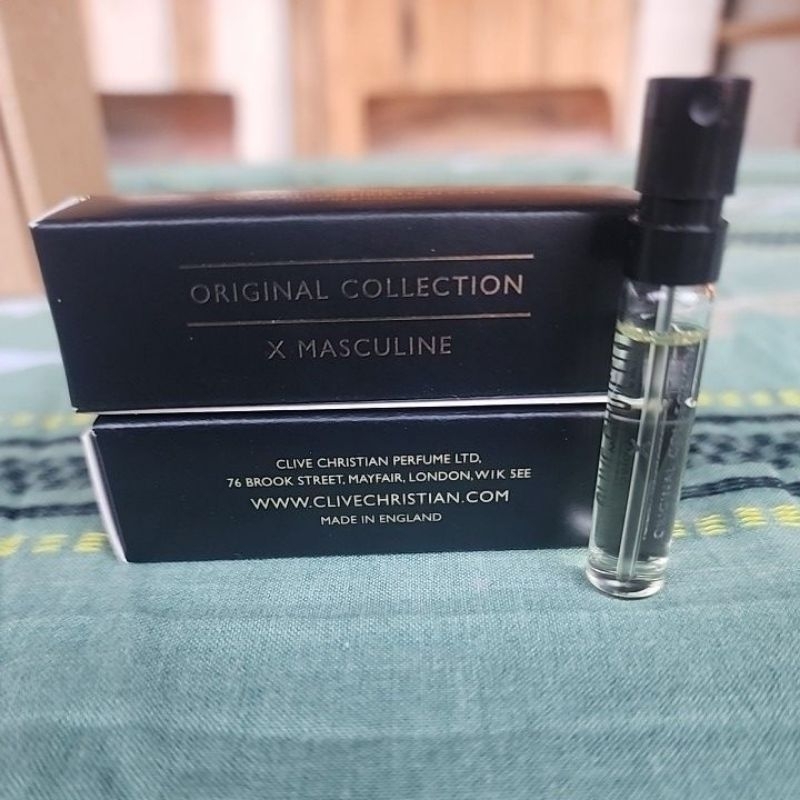 ORIGINAL COLLECTION
X MASCULINE
CLIVE CHRISTIAN PERFUME LTD,
76 BROOK STREET, MAYFAIR, LONDON, W1K 5EE
WWW.CLIVECHRISTIAN.COM
MADE IN ENGLAND
X